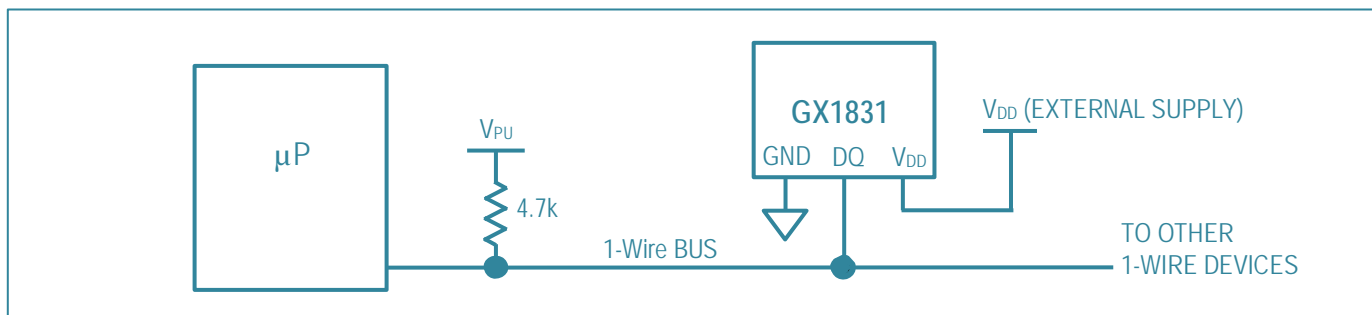 μP
VPU
4.7k
1-Wire BUS
GX1831
GND DQ VDD
VDD (EXTERNAL SUPPLY)
TO OTHER
1-WIRE DEVICES